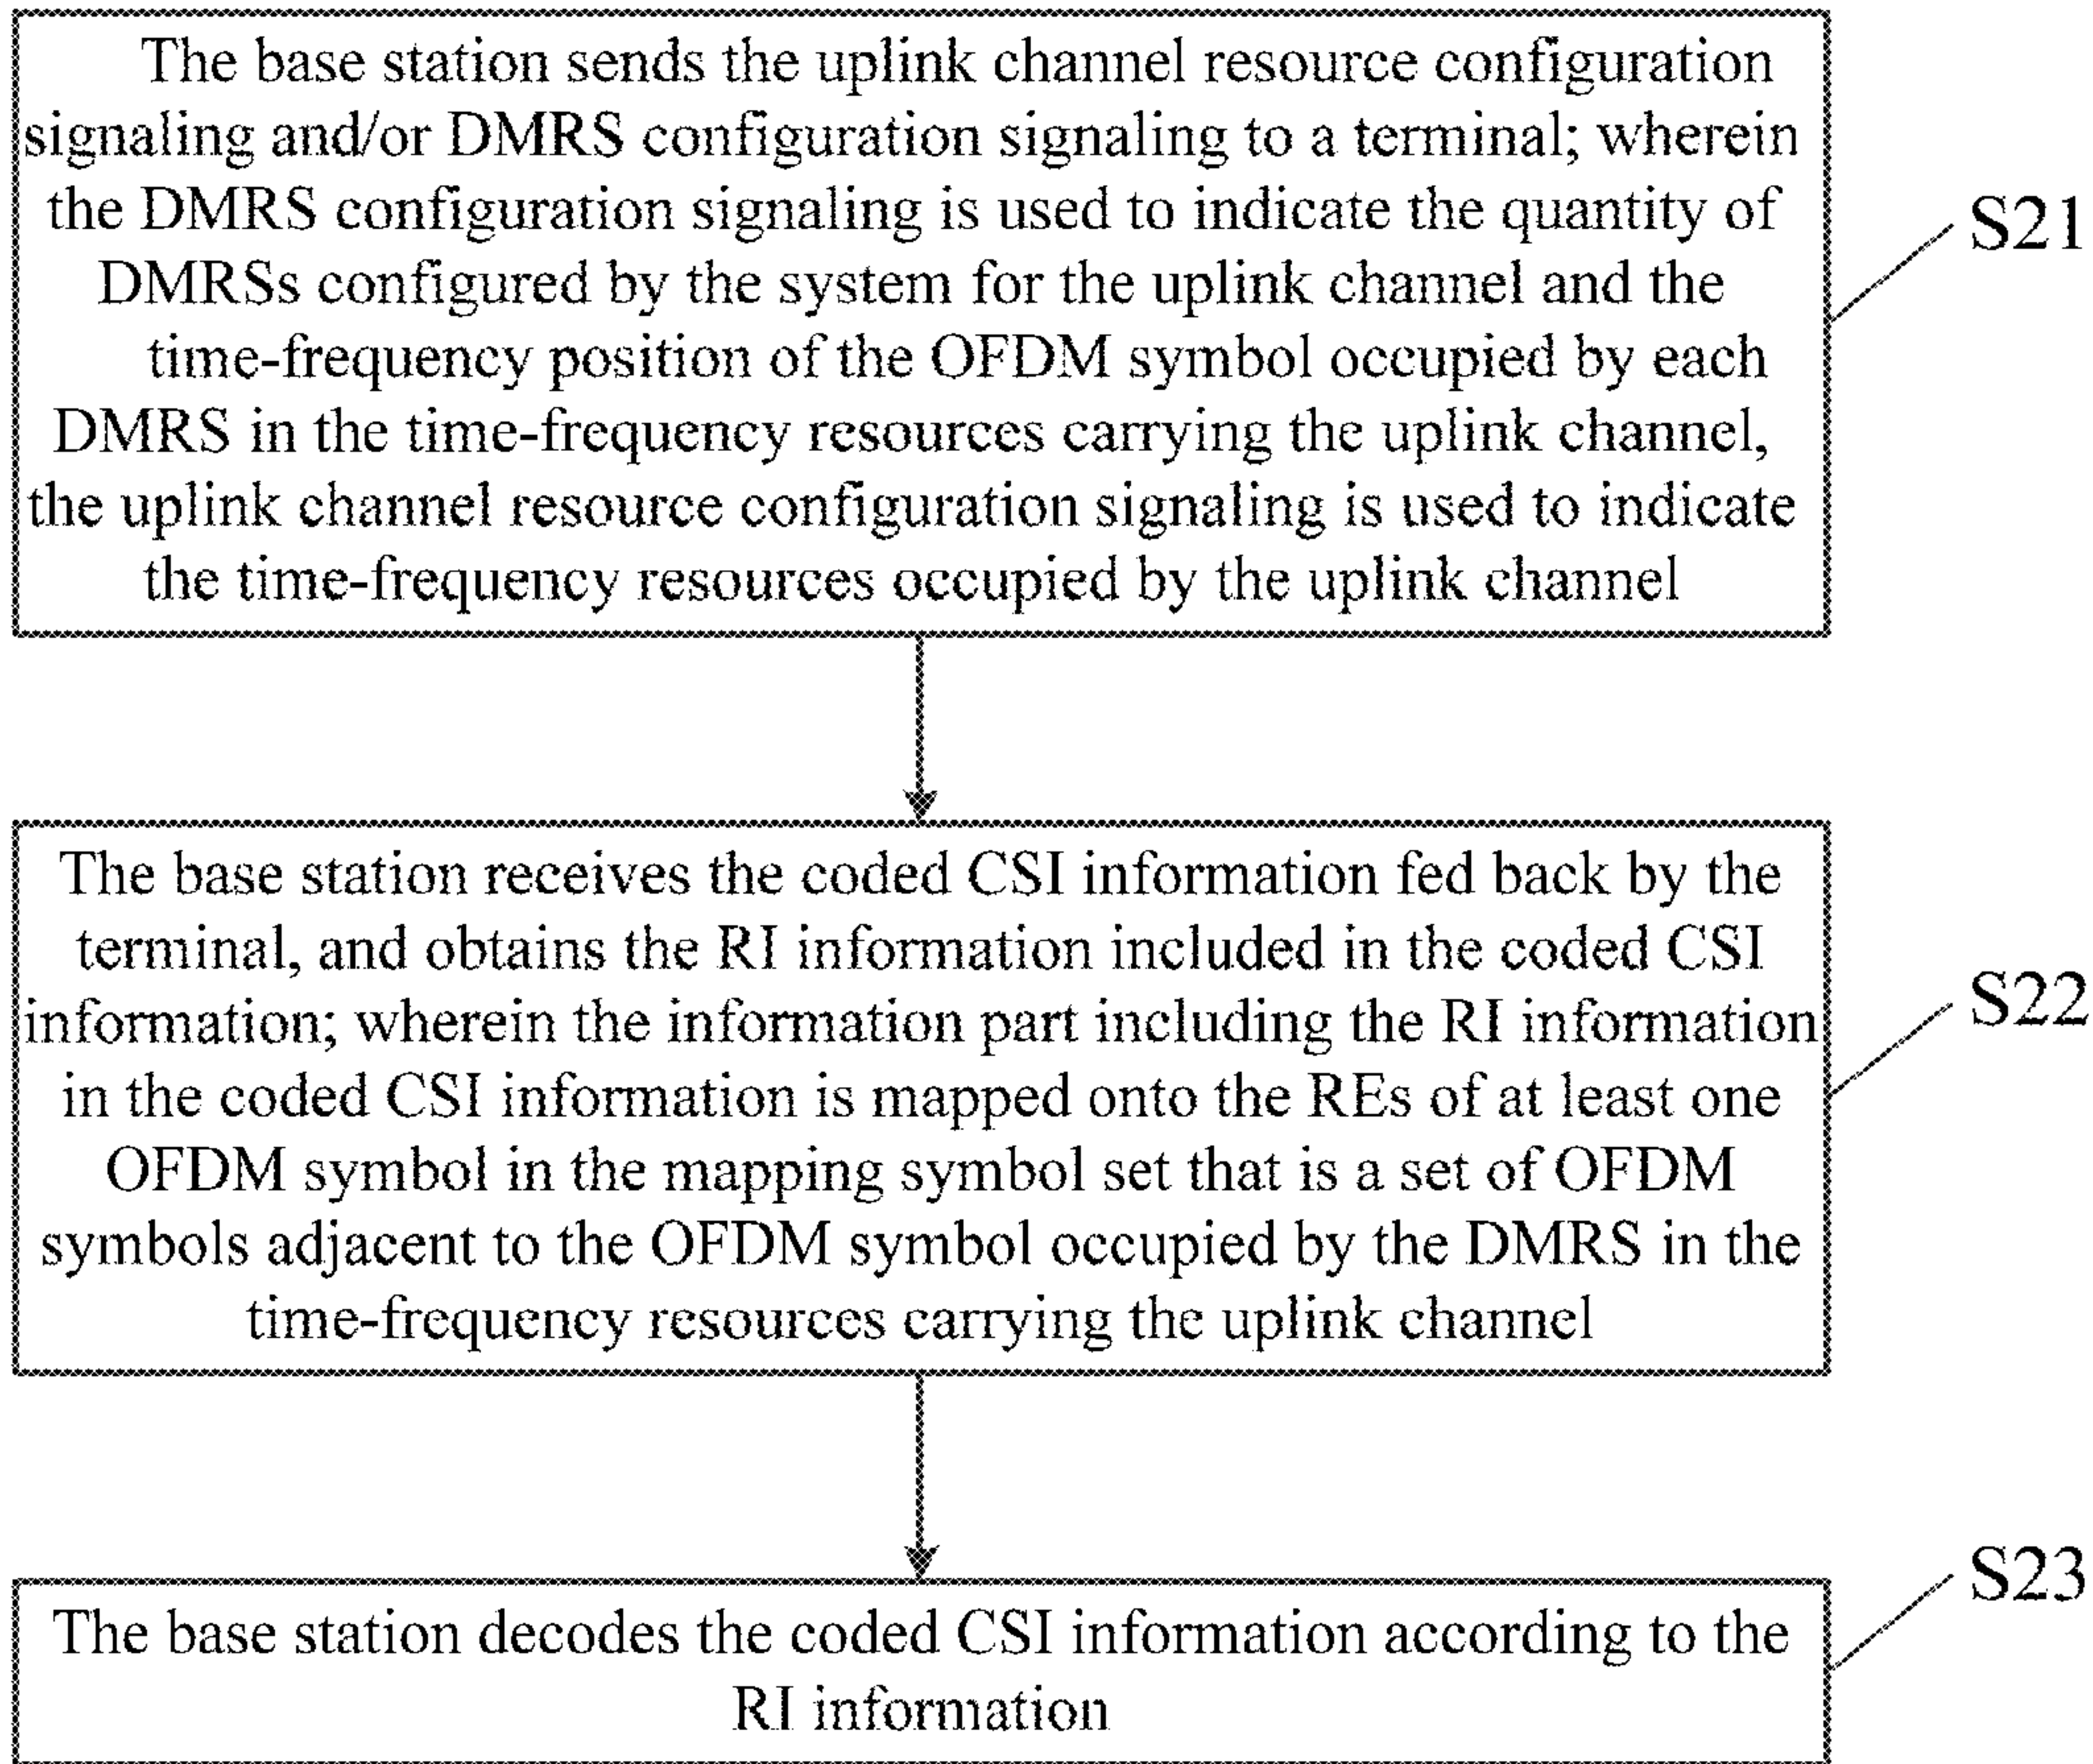 The base station sends the uplink channel resource configuration
signaling and/or DMRS configuration signaling to a terminal; wherein
the DMRS configuration signaling is used to indicate the quantity of
DMRSs configured by the system for the uplink channel and the
time-frequency position of the OFDM symbol occupied by each
DMRS in the time-frequency resources carrying the uplink channel,
the uplink channel resource configuration signaling is used to indicate
the time-frequency resources occupied by the uplink channel
S21
The base station receives the coded CSI information fed back by the
terminal, and obtains the RI information included in the coded CSI
information; wherein the information part including the RI information
in the coded CSI information is mapped onto the REs of at least one
OFDM symbol in the mapping symbol set that is a set of OFDM
symbols adjacent to the OFDM symbol occupied by the DMRS in the
time-frequency resources carrying the uplink channel
S22
The base station decodes the coded CSI information according to the
RI information
S23